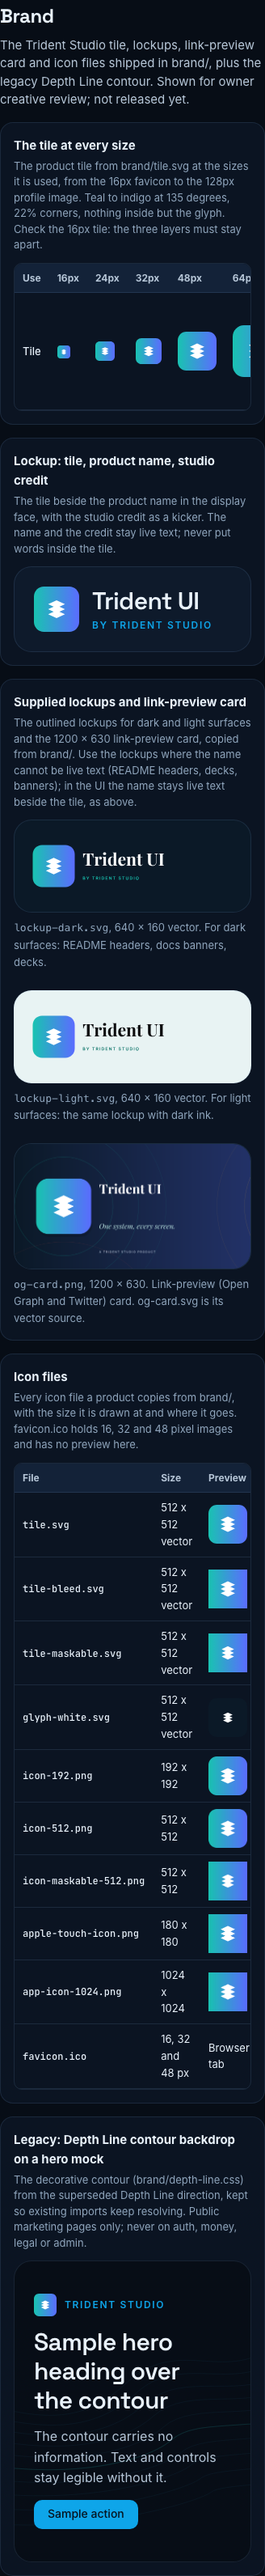 Brand
The Trident Studio tile, lockups, link-preview
card and icon files shipped in brand/, plus the
legacy Depth Line contour. Shown for owner
creative review; not released yet.
The tile at every size
The product tile from brand/tile.svg at the sizes
it is used, from the 16px favicon to the 128px
profile image. Teal to indigo at 135 degrees,
22% corners, nothing inside but the glyph.
Check the 16px tile: the three layers must stay
apart.
Use 16px 24px 32px 48px 64p
Tile
Lockup: tile, product name, studio
credit
The tile beside the product name in the display
face, with the studio credit as a kicker. The
name and the credit stay live text; never put
words inside the tile.
Trident UI
BY TRIDENT STUDIO
Supplied lockups and link-preview card
The outlined lockups for dark and light surfaces
and the 1200 × 630 link-preview card, copied
from brand/. Use the lockups where the name
cannot be live text (README headers, decks,
banners); in the UI the name stays live text
beside the tile, as above.
Trident UI
BY TRIDENT STUDIO
lockup-dark.svg, 640 × 160 vector. For dark
surfaces: README headers, docs banners,
decks.
Trident UI
BY TRIDENT STUDIO
lockup-light.svg, 640 × 160 vector. For light
surfaces: the same lockup with dark ink.
Trident UI
One system, every screen.
A TRIDENT STUDIO PRODUCT
og-card.png, 1200 × 630. Link-preview (Open
Graph and Twitter) card. og-card.svg is its
vector source.
Icon files
Every icon file a product copies from brand/,
with the size it is drawn at and where it goes.
favicon.ico holds 16, 32 and 48 pixel images
and has no preview here.
File Size Preview
tile.svg 512 x
512
vector
tile-bleed.svg 512 x
512
vector
tile-maskable.svg 512 x
512
vector
glyph-white.svg 512 x
512
vector
icon-192.png 192 x
192
icon-512.png 512 x
512
icon-maskable-512.png 512 x
512
apple-touch-icon.png 180 x
180
app-icon-1024.png 1024
x
1024
favicon.ico 16, 32
and
48 px
Browser
tab
Legacy: Depth Line contour backdrop
on a hero mock
The decorative contour (brand/depth-line.css)
from the superseded Depth Line direction, kept
so existing imports keep resolving. Public
marketing pages only; never on auth, money,
legal or admin.
TRIDENT STUDIO
Sample hero
heading over
the contour
The contour carries no
information. Text and controls
stay legible without it.
Sample action